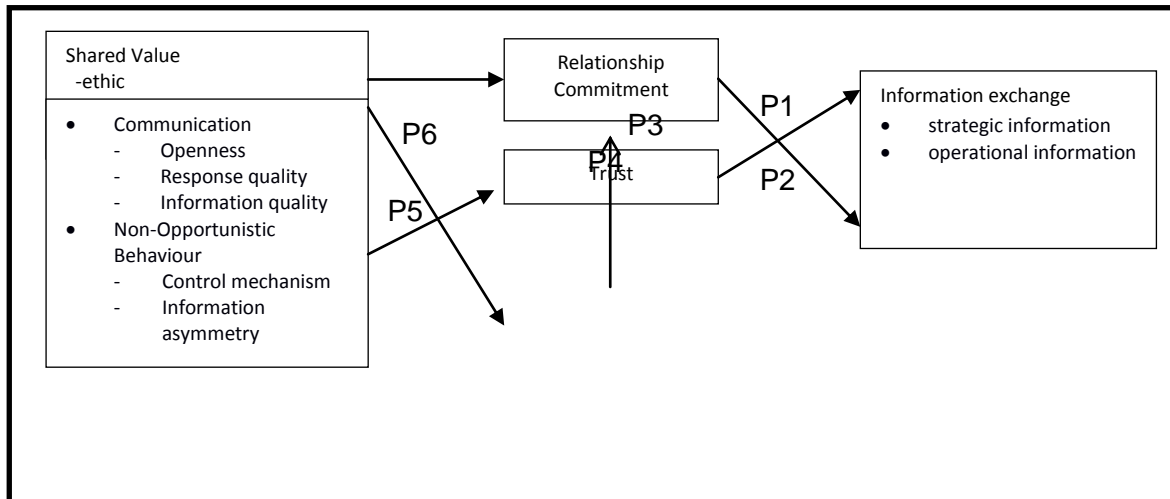 Shared Value
-ethic
• Communication
- Openness
- Response quality
- Information quality
• Non-Opportunistic
Behaviour
- Control mechanism
- Information
asymmetry
P6
P5
Relationship
Commitment
P3
P4
Trust
P1
P2
Information exchange
• strategic information
• operational information